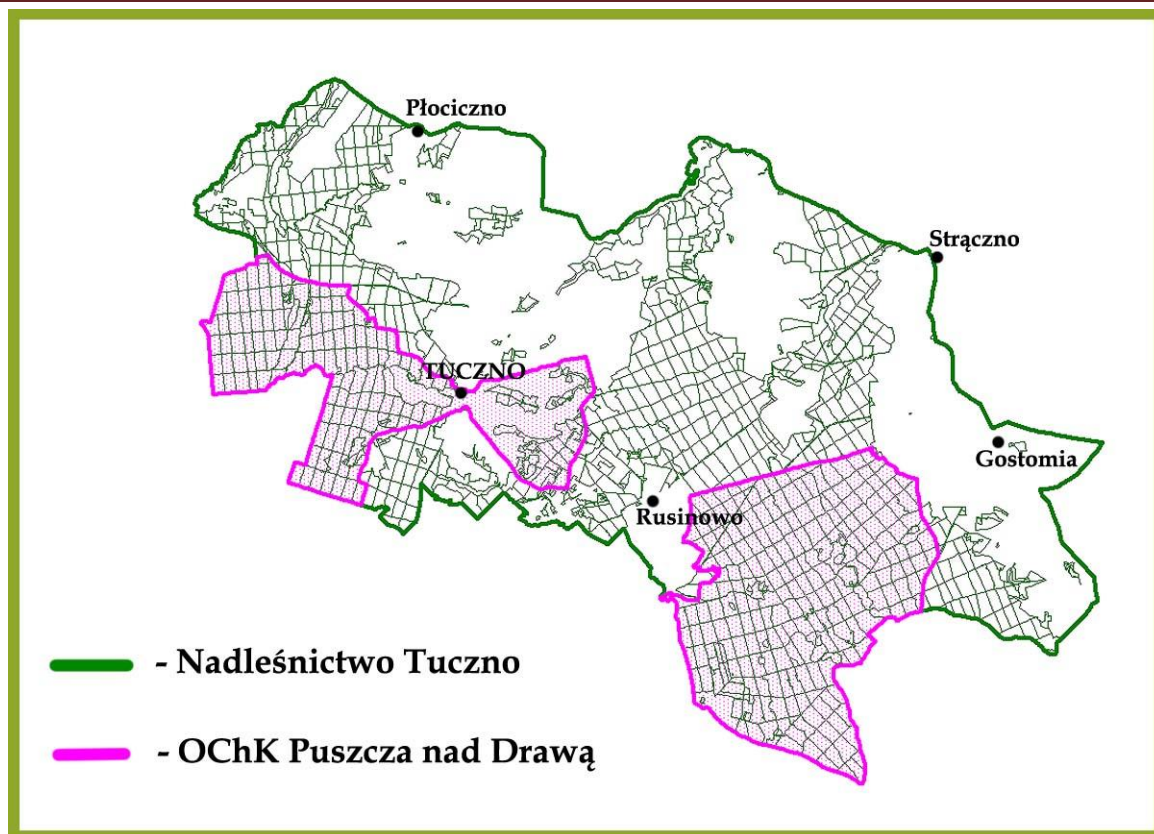 Płociczno
Strączno
TUCZNO
Gostomia
Rusinowo
- Nadleśnictwo Tuczno
- OChK Puszcza nad Drawą